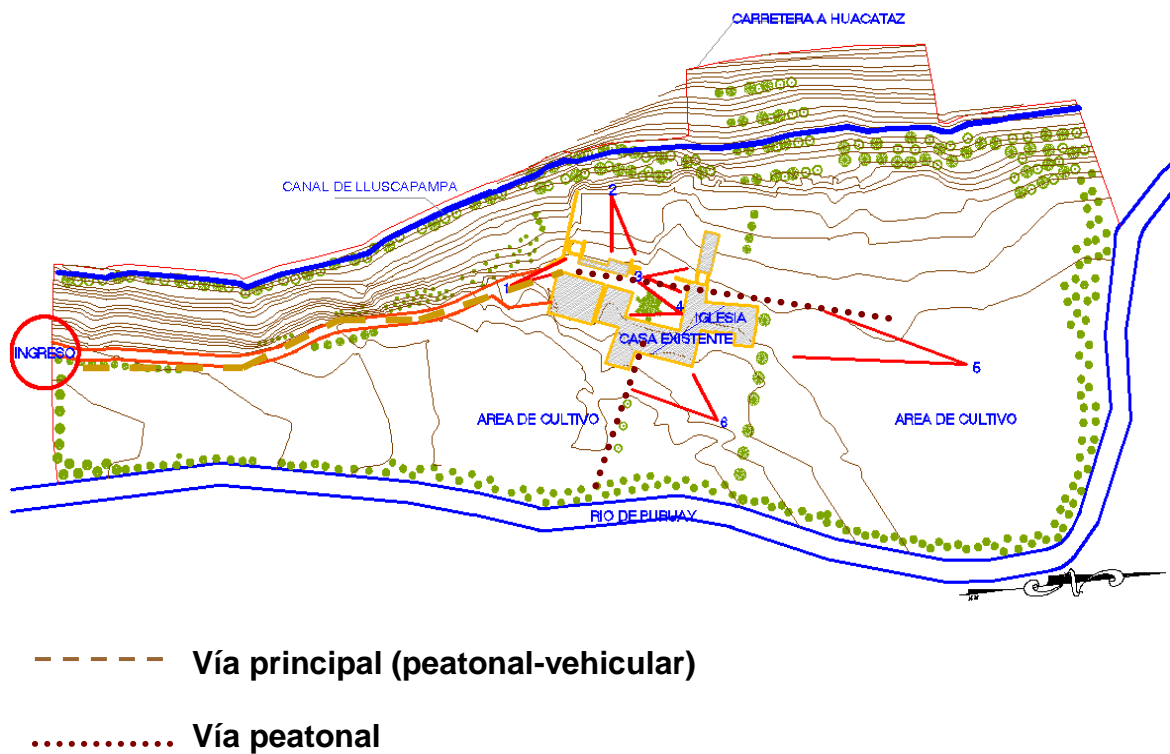 CARRETERA A HUACATAZ
CANAL DE LLUSCAPAMPA
2
1
3
4
IGLESIA
CASA EXISTENTE
INGRESO
5
6
AREA DE CULTIVO
AREA DE CULTIVO
RIO DE PURUAY
Vía principal (peatonal-vehicular)
Vía peatonal